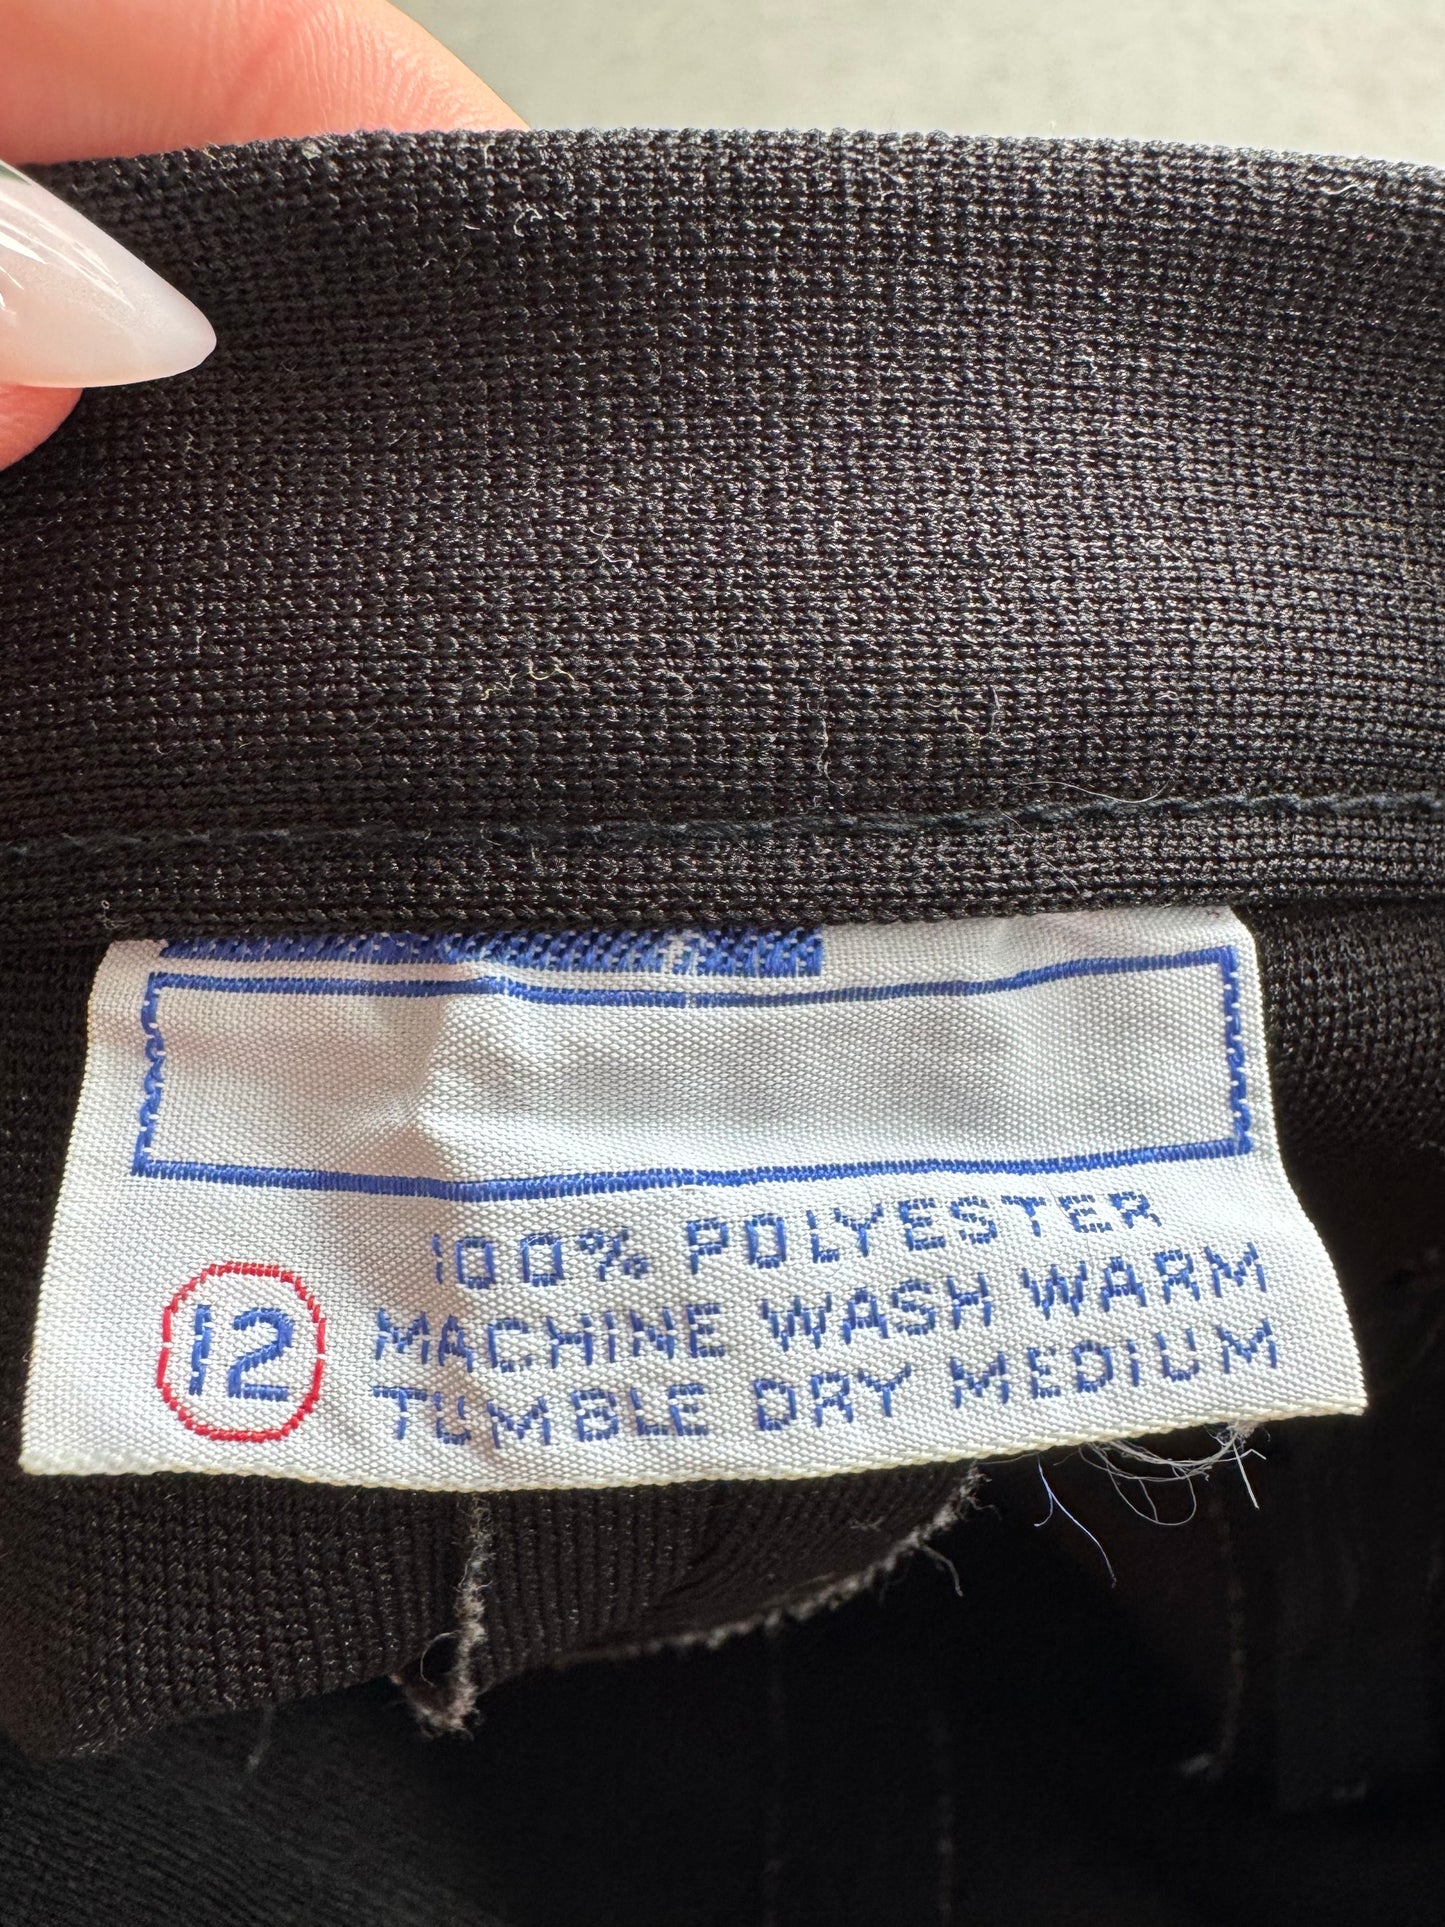 100% POLYESTER
12 MACHINE WASH WARM
TUMBLE DRY MEDIUM